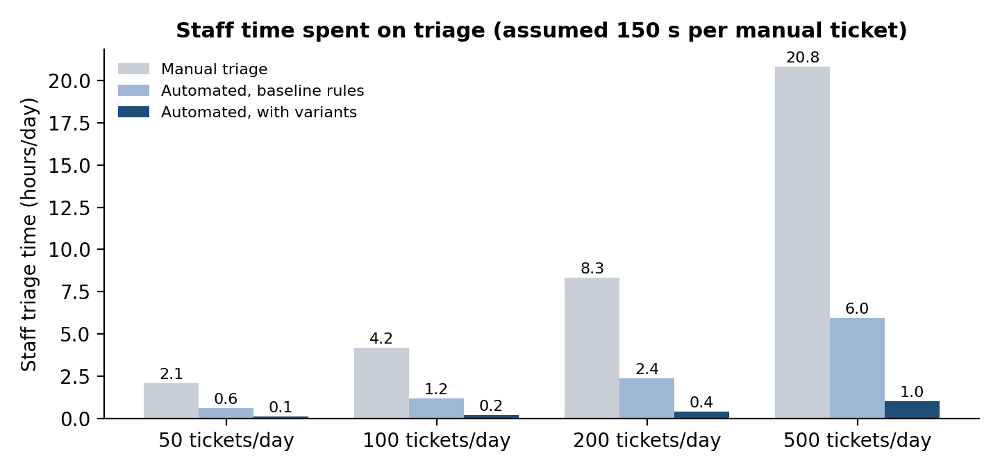 Staff time spent on triage (assumed 150 s per manual ticket)
Manual triage
Automated, baseline rules
Automated, with variants
Staff triage time (hours/day)
20.0
17.5
15.0
12.5
10.0
7.5
5.0
2.5
0.0
2.1
0.6
0.1
4.2
1.2
0.2
8.3
2.4
0.4
20.8
6.0
1.0
50 tickets/day
100 tickets/day
200 tickets/day
500 tickets/day